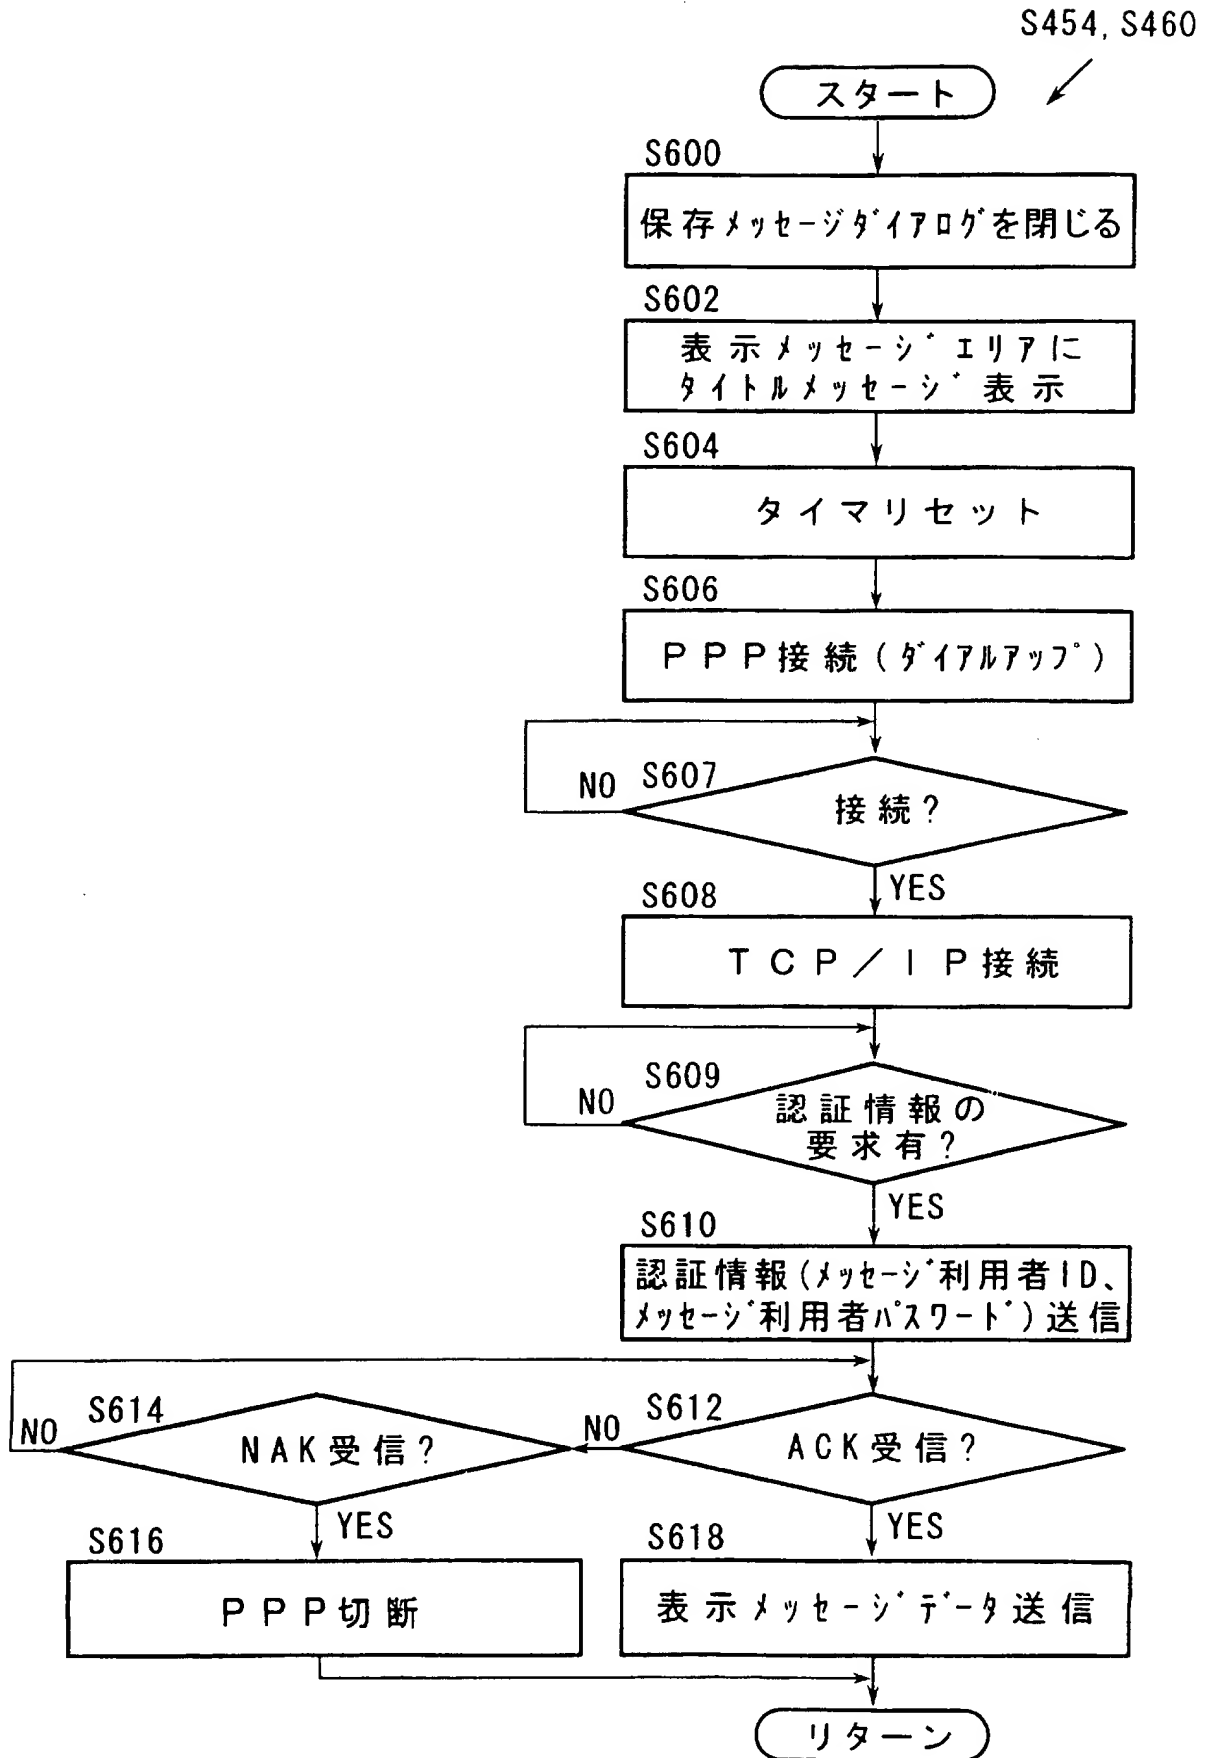 S454, S460
スタート
S600
保存メッセージダイアログを閉じる
S602
表示メッセージエリアに
タイトルメッセージ表示
S604
タイマリセット
S606
PPP接続(ダイアルアップ)
S607
NO
接続?
YES
S608
TCP/IP接続
S609
NO
認証情報の
要求有?
YES
S610
認証情報(メッセージ利用者ID、
メッセージ利用者パスワード)送信
S614
NO
NAK受信?
S612
NO
ACK受信?
YES
YES
S616
PPP切断
S618
表示メッセージデータ送信
リターン